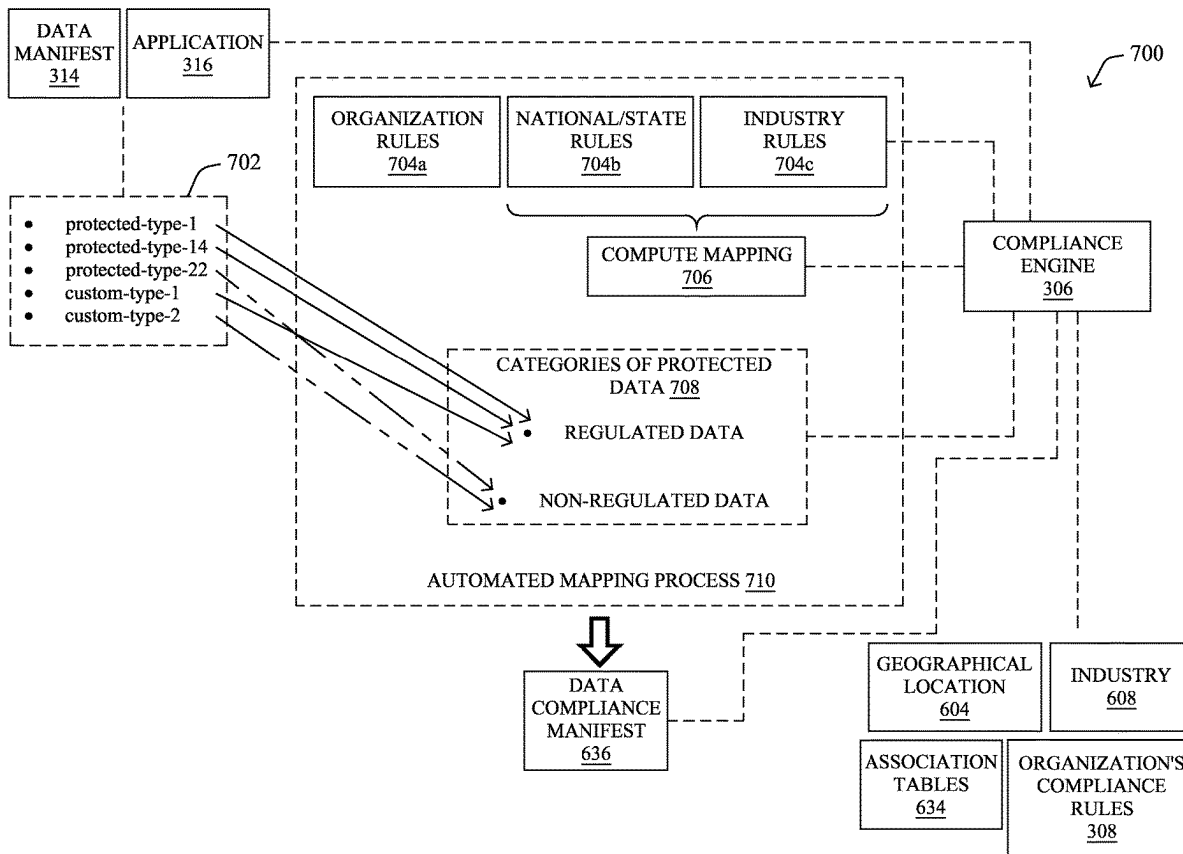 DATA
MANIFEST
314
APPLICATION
316
700
ORGANIZATION
RULES
704a
NATIONAL/STATE
RULES
704b
INDUSTRY
RULES
704c
702
• protected-type-1
• protected-type-14
• protected-type-22
• custom-type-1
• custom-type-2
COMPUTE MAPPING
706
COMPLIANCE
ENGINE
306
CATEGORIES OF PROTECTED
DATA 708
• REGULATED DATA
• NON-REGULATED DATA
AUTOMATED MAPPING PROCESS 710
DATA
COMPLIANCE
MANIFEST
636
GEOGRAPHICAL
LOCATION
604
INDUSTRY
608
ASSOCIATION
TABLES
634
ORGANIZATION'S
COMPLIANCE
RULES
308